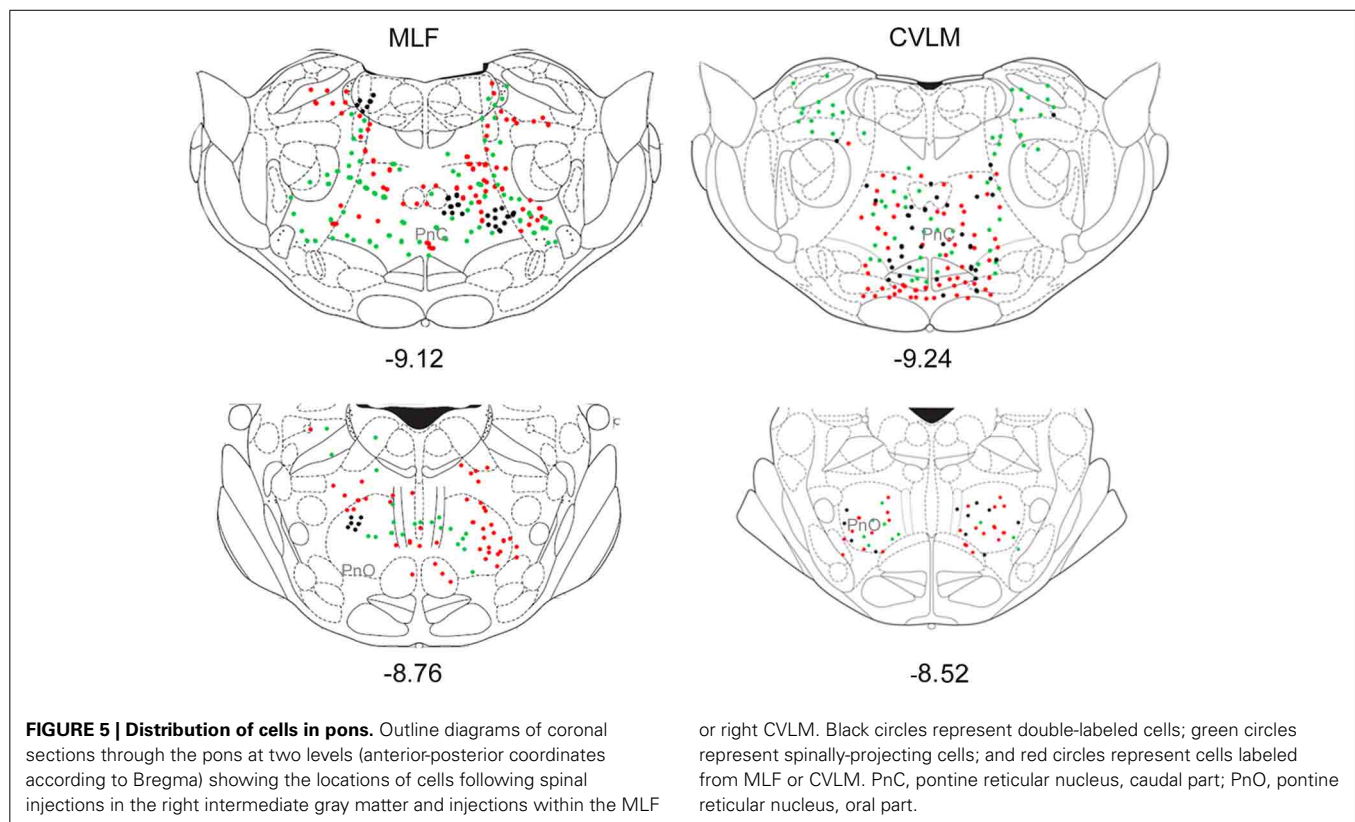 MLF
CVLM
PnC
PnC
-9.12
-9.24
c
PnO
PnO
-8.76
-8.52
FIGURE 5 | Distribution of cells in pons. Outline diagrams of coronal
sections through the pons at two levels (anterior-posterior coordinates
according to Bregma) showing the locations of cells following spinal
injections in the right intermediate gray matter and injections within the MLF
or right CVLM. Black circles represent double-labeled cells; green circles
represent spinally-projecting cells; and red circles represent cells labeled
from MLF or CVLM. PnC, pontine reticular nucleus, caudal part; PnO, pontine
reticular nucleus, oral part.